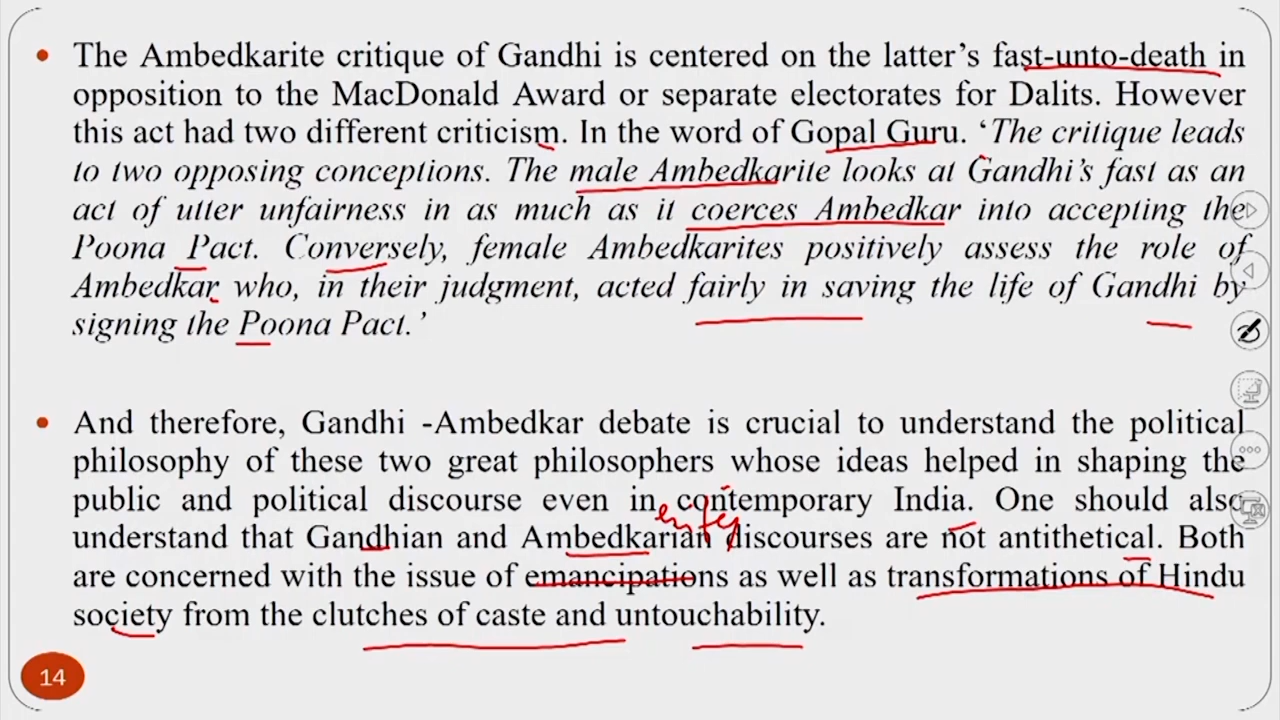 The Ambedkarite critique of Gandhi is centered on the latter’s fast-unto-death in
opposition to the MacDonald Award or separate electorates for Dalits. However
this act had two different criticism. In the word of Gopal Guru. ‘The critique leads
to two opposing conceptions. The male Ambedkarite looks at Gandhi’s fast as an
act of utter unfairness in as much as it coerces Ambedkar into accepting the
Poona Pact. Conversely, female Ambedkarites positively assess the role of
Ambedkar who, in their judgment, acted fairly in saving the life of Gandhi by
signing the Poona Pact.’
And therefore, Gandhi -Ambedkar debate is crucial to understand the political
philosophy of these two great philosophers whose ideas helped in shaping the
public and political discourse even in contemporary India. One should also
understand that Gandhian and Ambedkarian discourses are not antithetical. Both
are concerned with the issue of emancipations as well as transformations of Hindu
society from the clutches of caste and untouchability.
14